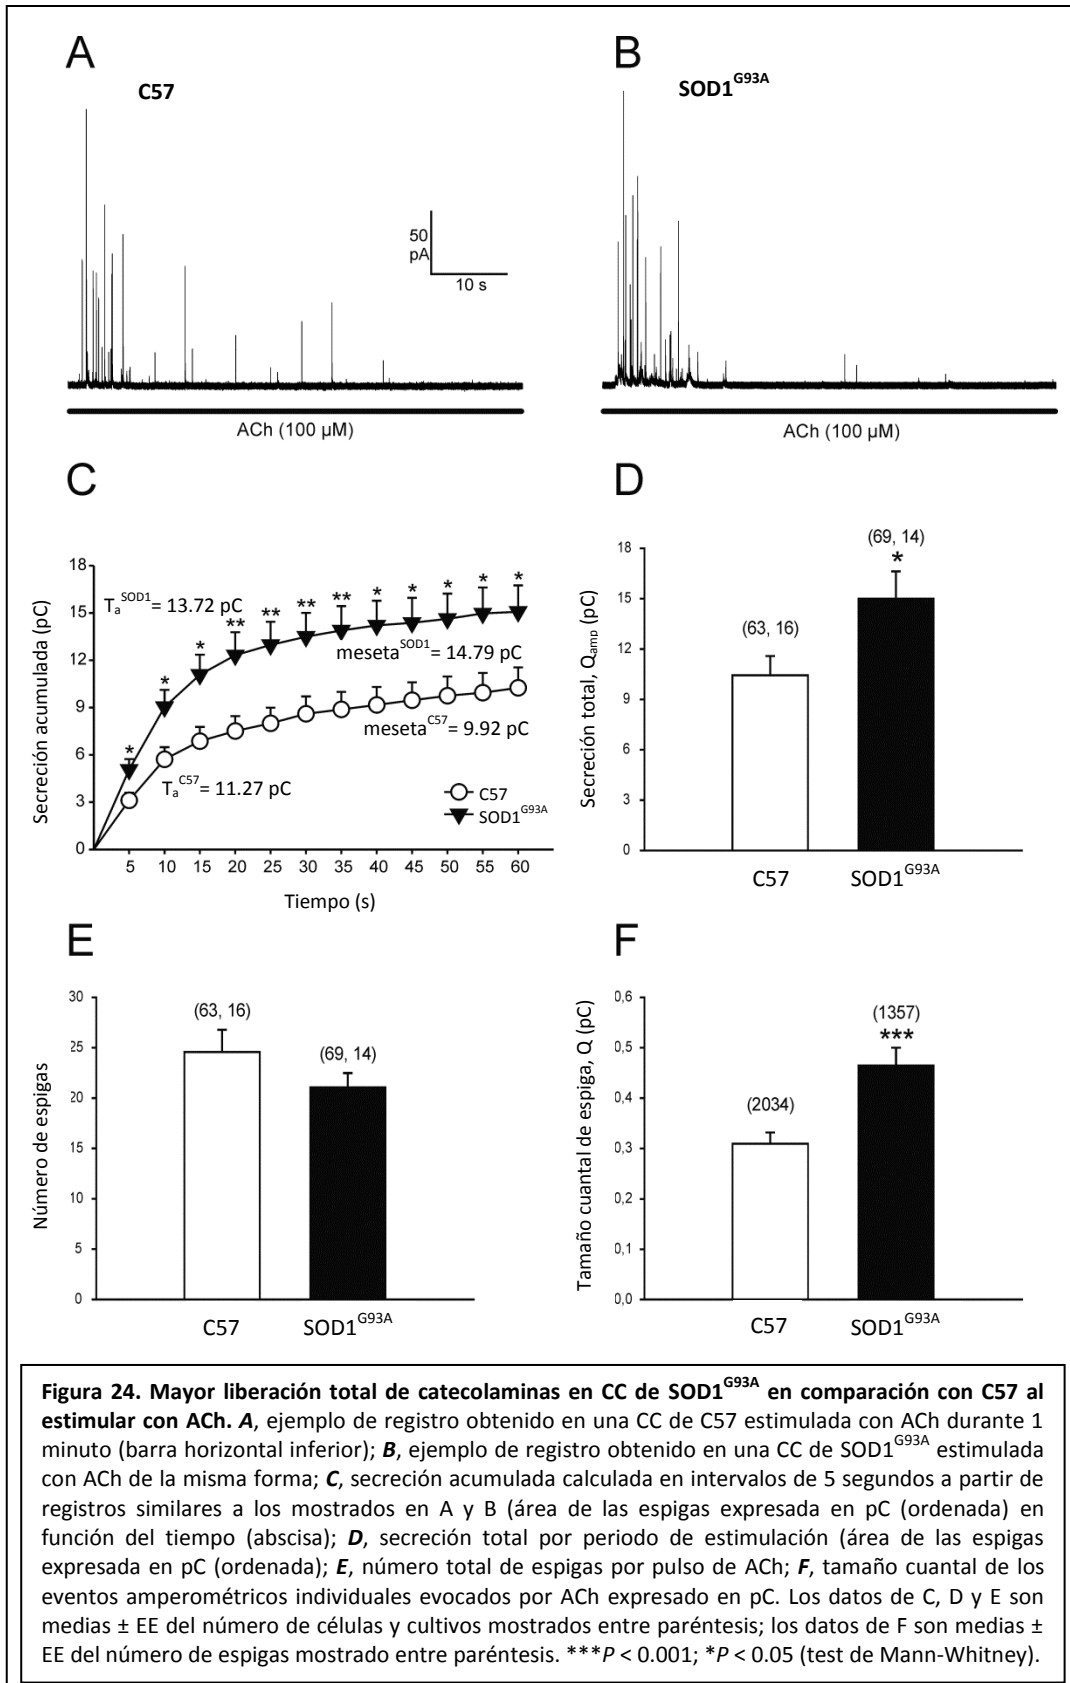 A
B
C57
SOD1G93A
50
pA
10 s
ACh (100 µM)
ACh (100 µM)
C
D
Secreción acumulada (pC)
18
15
12
9
6
3
0
TaSOD1= 13.72 pC
* * * ** ** ** ** * * * * *
mesetaSOD1= 14.79 pC
mesetaC57= 9.92 pC
TaC57= 11.27 pC
C57
SOD1G93A
5 10 15 20 25 30 35 40 45 50 55 60
Tiempo (s)
Secreción total, Qamp (pC)
18
15
12
9
6
3
0
(63, 16)
(69, 14)
*
C57 SOD1G93A
E
F
Número de espigas
30
25
20
15
10
5
0
(63, 16)
(69, 14)
C57 SOD1G93A
Tamaño cuantal de espiga, Q (pC)
0,6
0,5
0,4
0,3
0,2
0,1
0,0
(2034)
(1357)
***
C57 SOD1G93A
Figura 24. Mayor liberación total de catecolaminas en CC de SOD1G93A en comparación con C57 al
estimular con ACh. A, ejemplo de registro obtenido en una CC de C57 estimulada con ACh durante 1
minuto (barra horizontal inferior); B, ejemplo de registro obtenido en una CC de SOD1G93A estimulada
con ACh de la misma forma; C, secreción acumulada calculada en intervalos de 5 segundos a partir de
registros similares a los mostrados en A y B (área de las espigas expresada en pC (ordenada) en
función del tiempo (abscisa); D, secreción total por periodo de estimulación (área de las espigas
expresada en pC (ordenada); E, número total de espigas por pulso de ACh; F, tamaño cuantal de los
eventos amperométricos individuales evocados por ACh expresado en pC. Los datos de C, D y E son
medias ± EE del número de células y cultivos mostrados entre paréntesis; los datos de F son medias ±
EE del número de espigas mostrado entre paréntesis. ***P < 0.001; *P < 0.05 (test de Mann-Whitney).